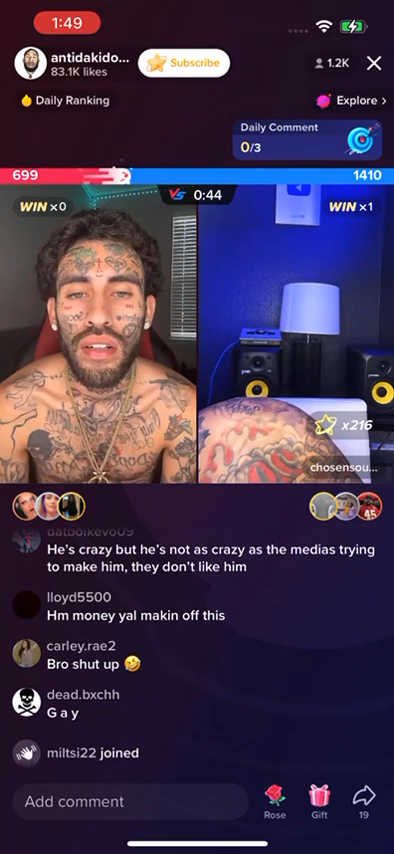 1:49
antidakido...
83.1K likes
Subscribe
1.2K
Daily Ranking
Explore >
Daily Comment
0/3
699
VS 0:44
1410
WIN x0
WIN x1
x216
chosensou...
45
datboikevo09
He's crazy but he's not as crazy as the medias trying
to make him, they don't like him
lloyd5500
Hm money yal makin off this
carley.rae2
Bro shut up 🤣
dead.bxchh
G a y
miltsi22 joined
Add comment
Rose
Gift
19